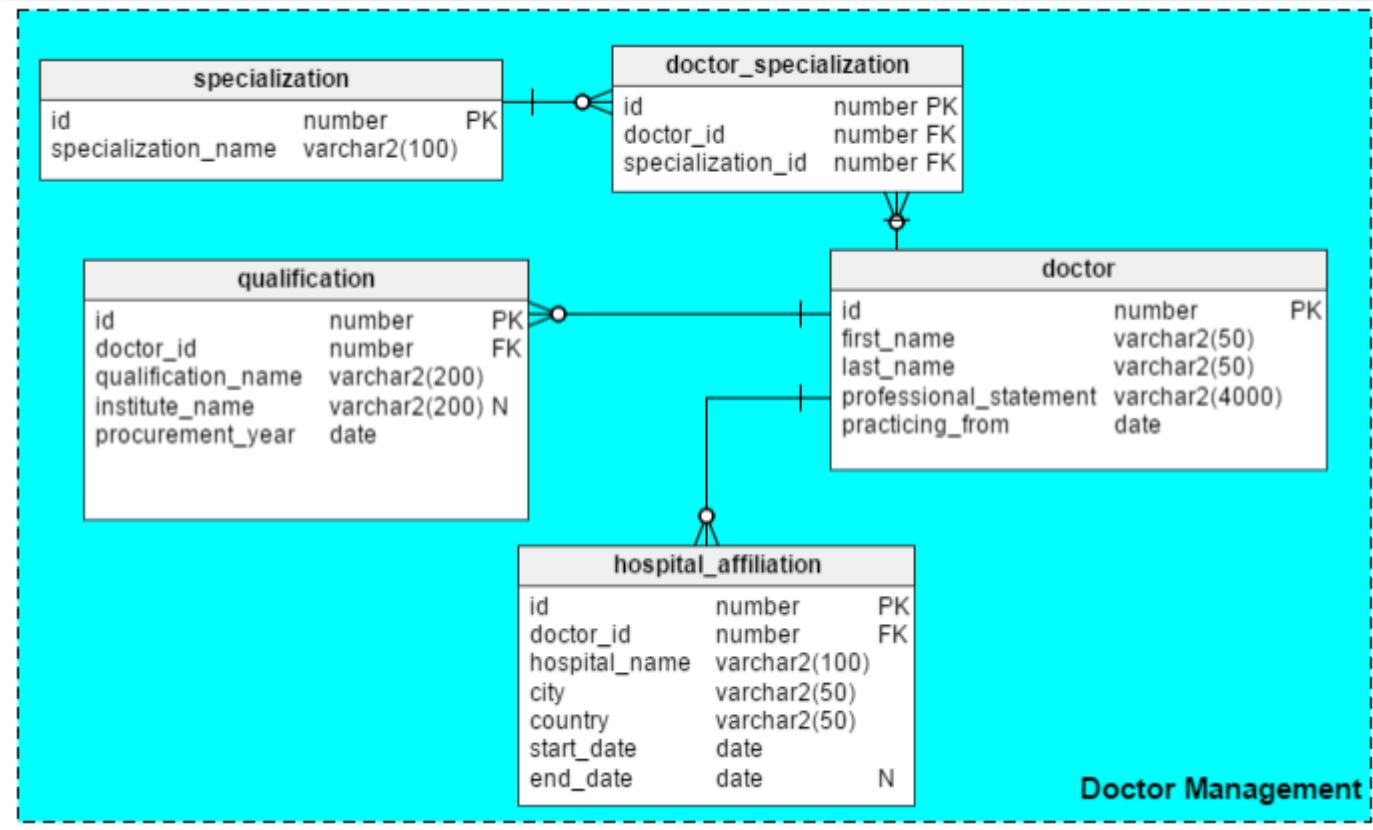 specialization
id number PK
specialization_name varchar2(100)
doctor_specialization
id number PK
doctor_id number FK
specialization_id number FK
qualification
id number PK
doctor_id number FK
qualification_name varchar2(200)
institute_name varchar2(200) N
procurement_year date
doctor
id number PK
first_name varchar2(50)
last_name varchar2(50)
professional_statement varchar2(4000)
practicing_from date
hospital_affiliation
id number PK
doctor_id number FK
hospital_name varchar2(100)
city varchar2(50)
country varchar2(50)
start_date date
end_date date N
Doctor Management